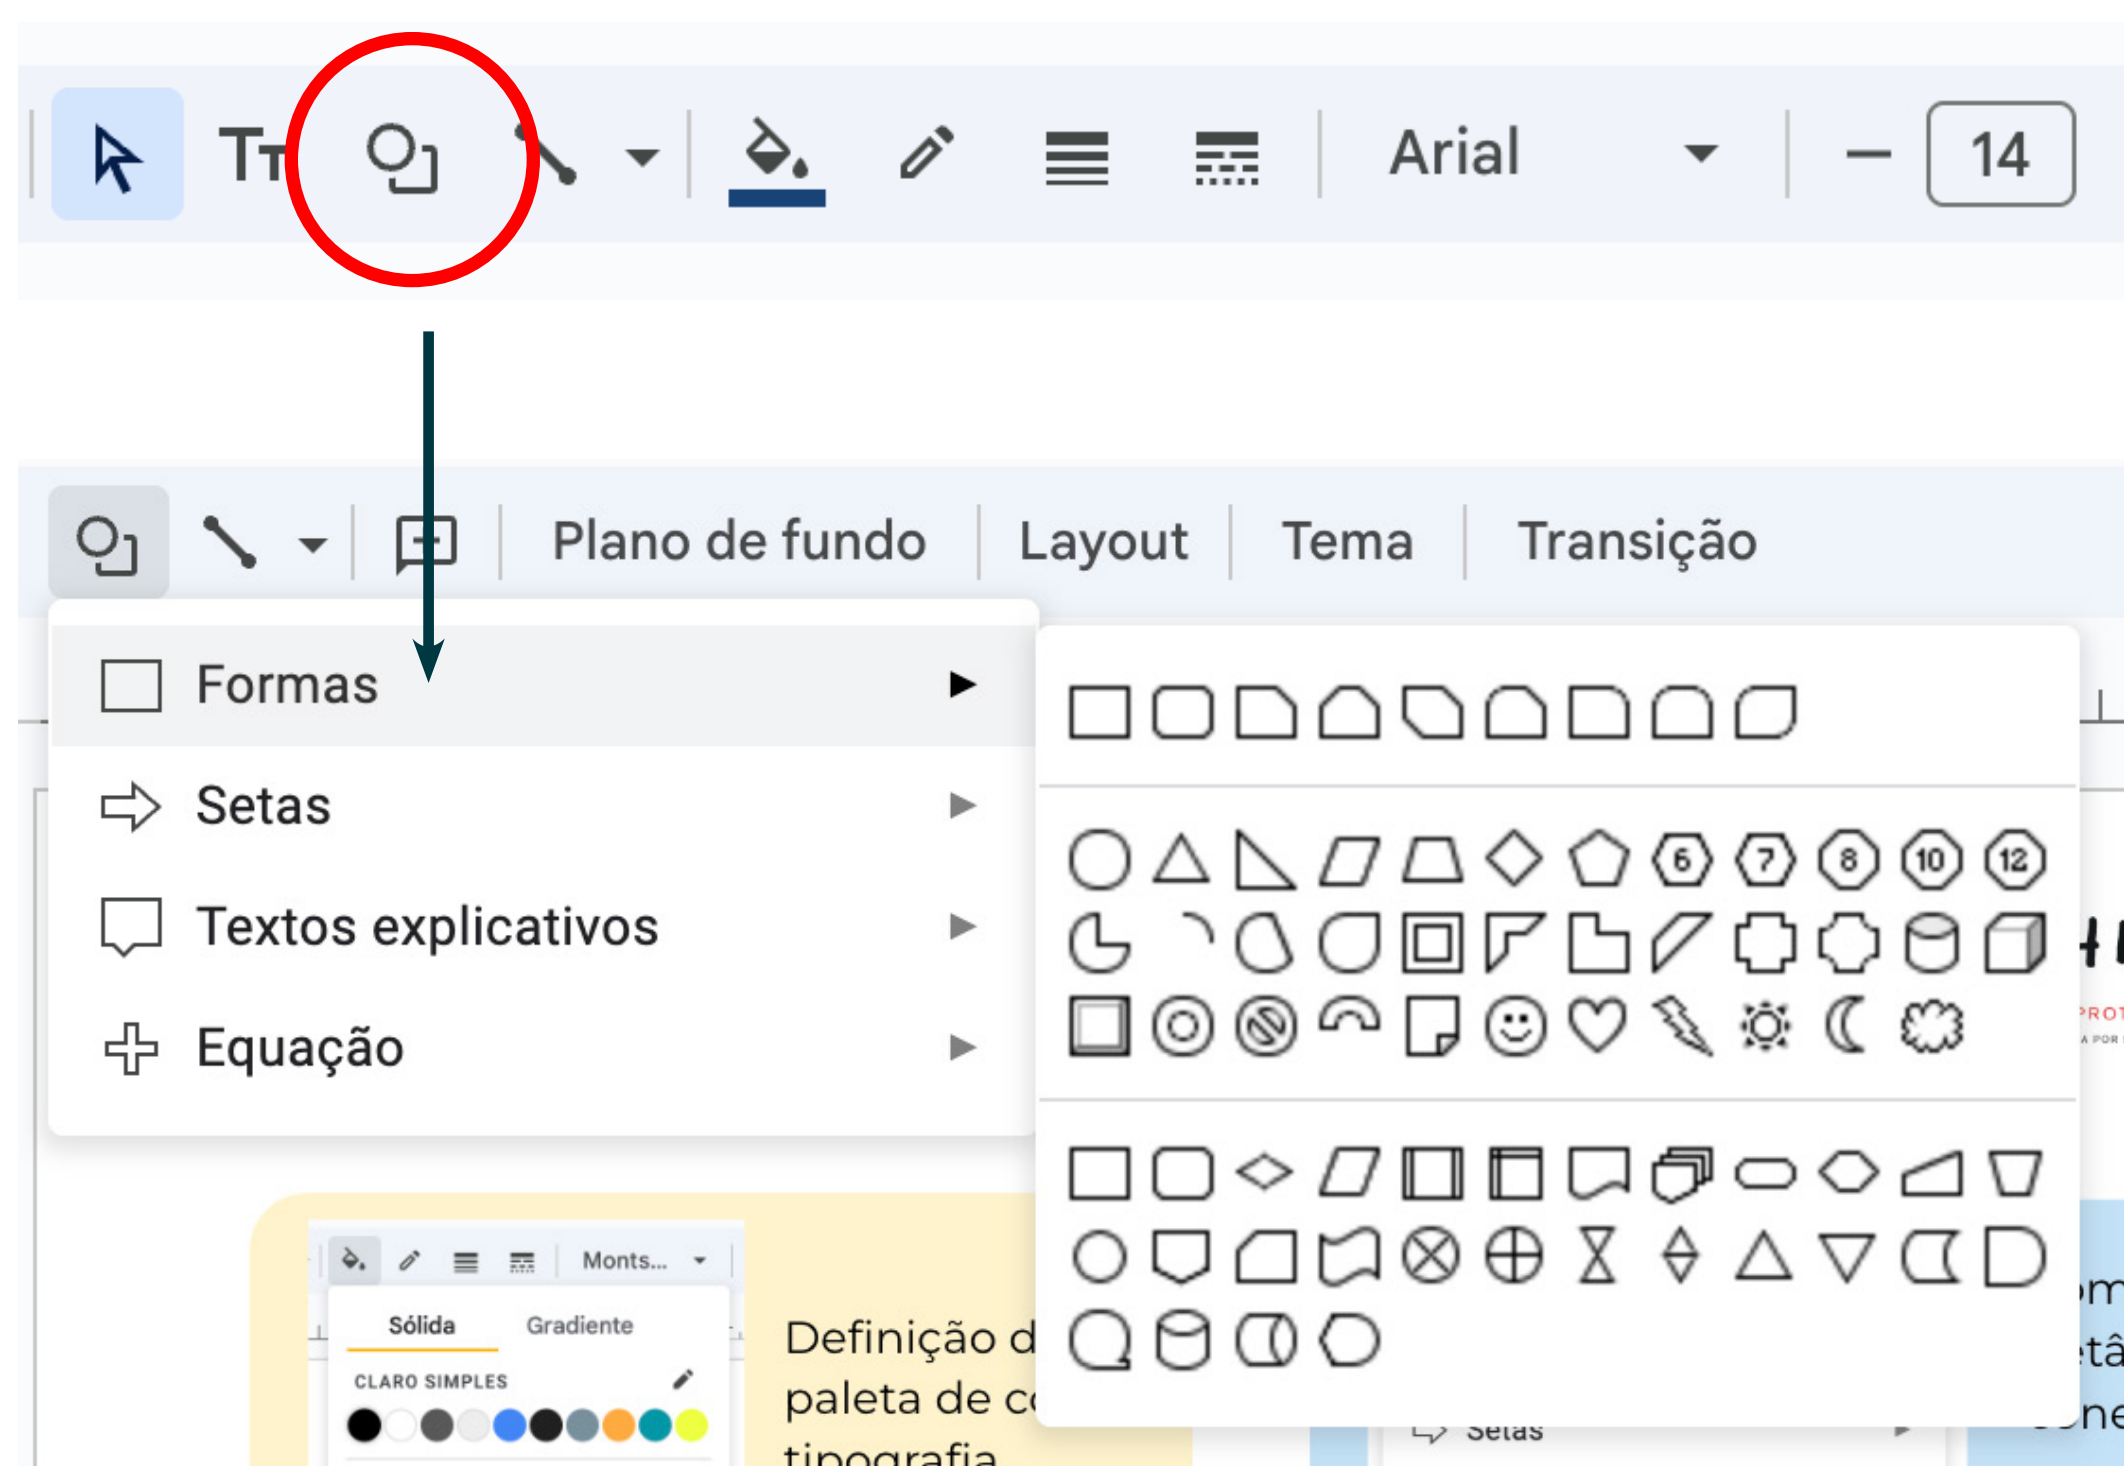 Tт
Arial
14
Plano de fundo
Layout
Tema
Transição
Formas
Setas
Textos explicativos
Equação
6 7 8 10 12
Monts...
Sólida
Gradiente
CLARO SIMPLES
Definição
paleta de
tipografia
Setas
A POR